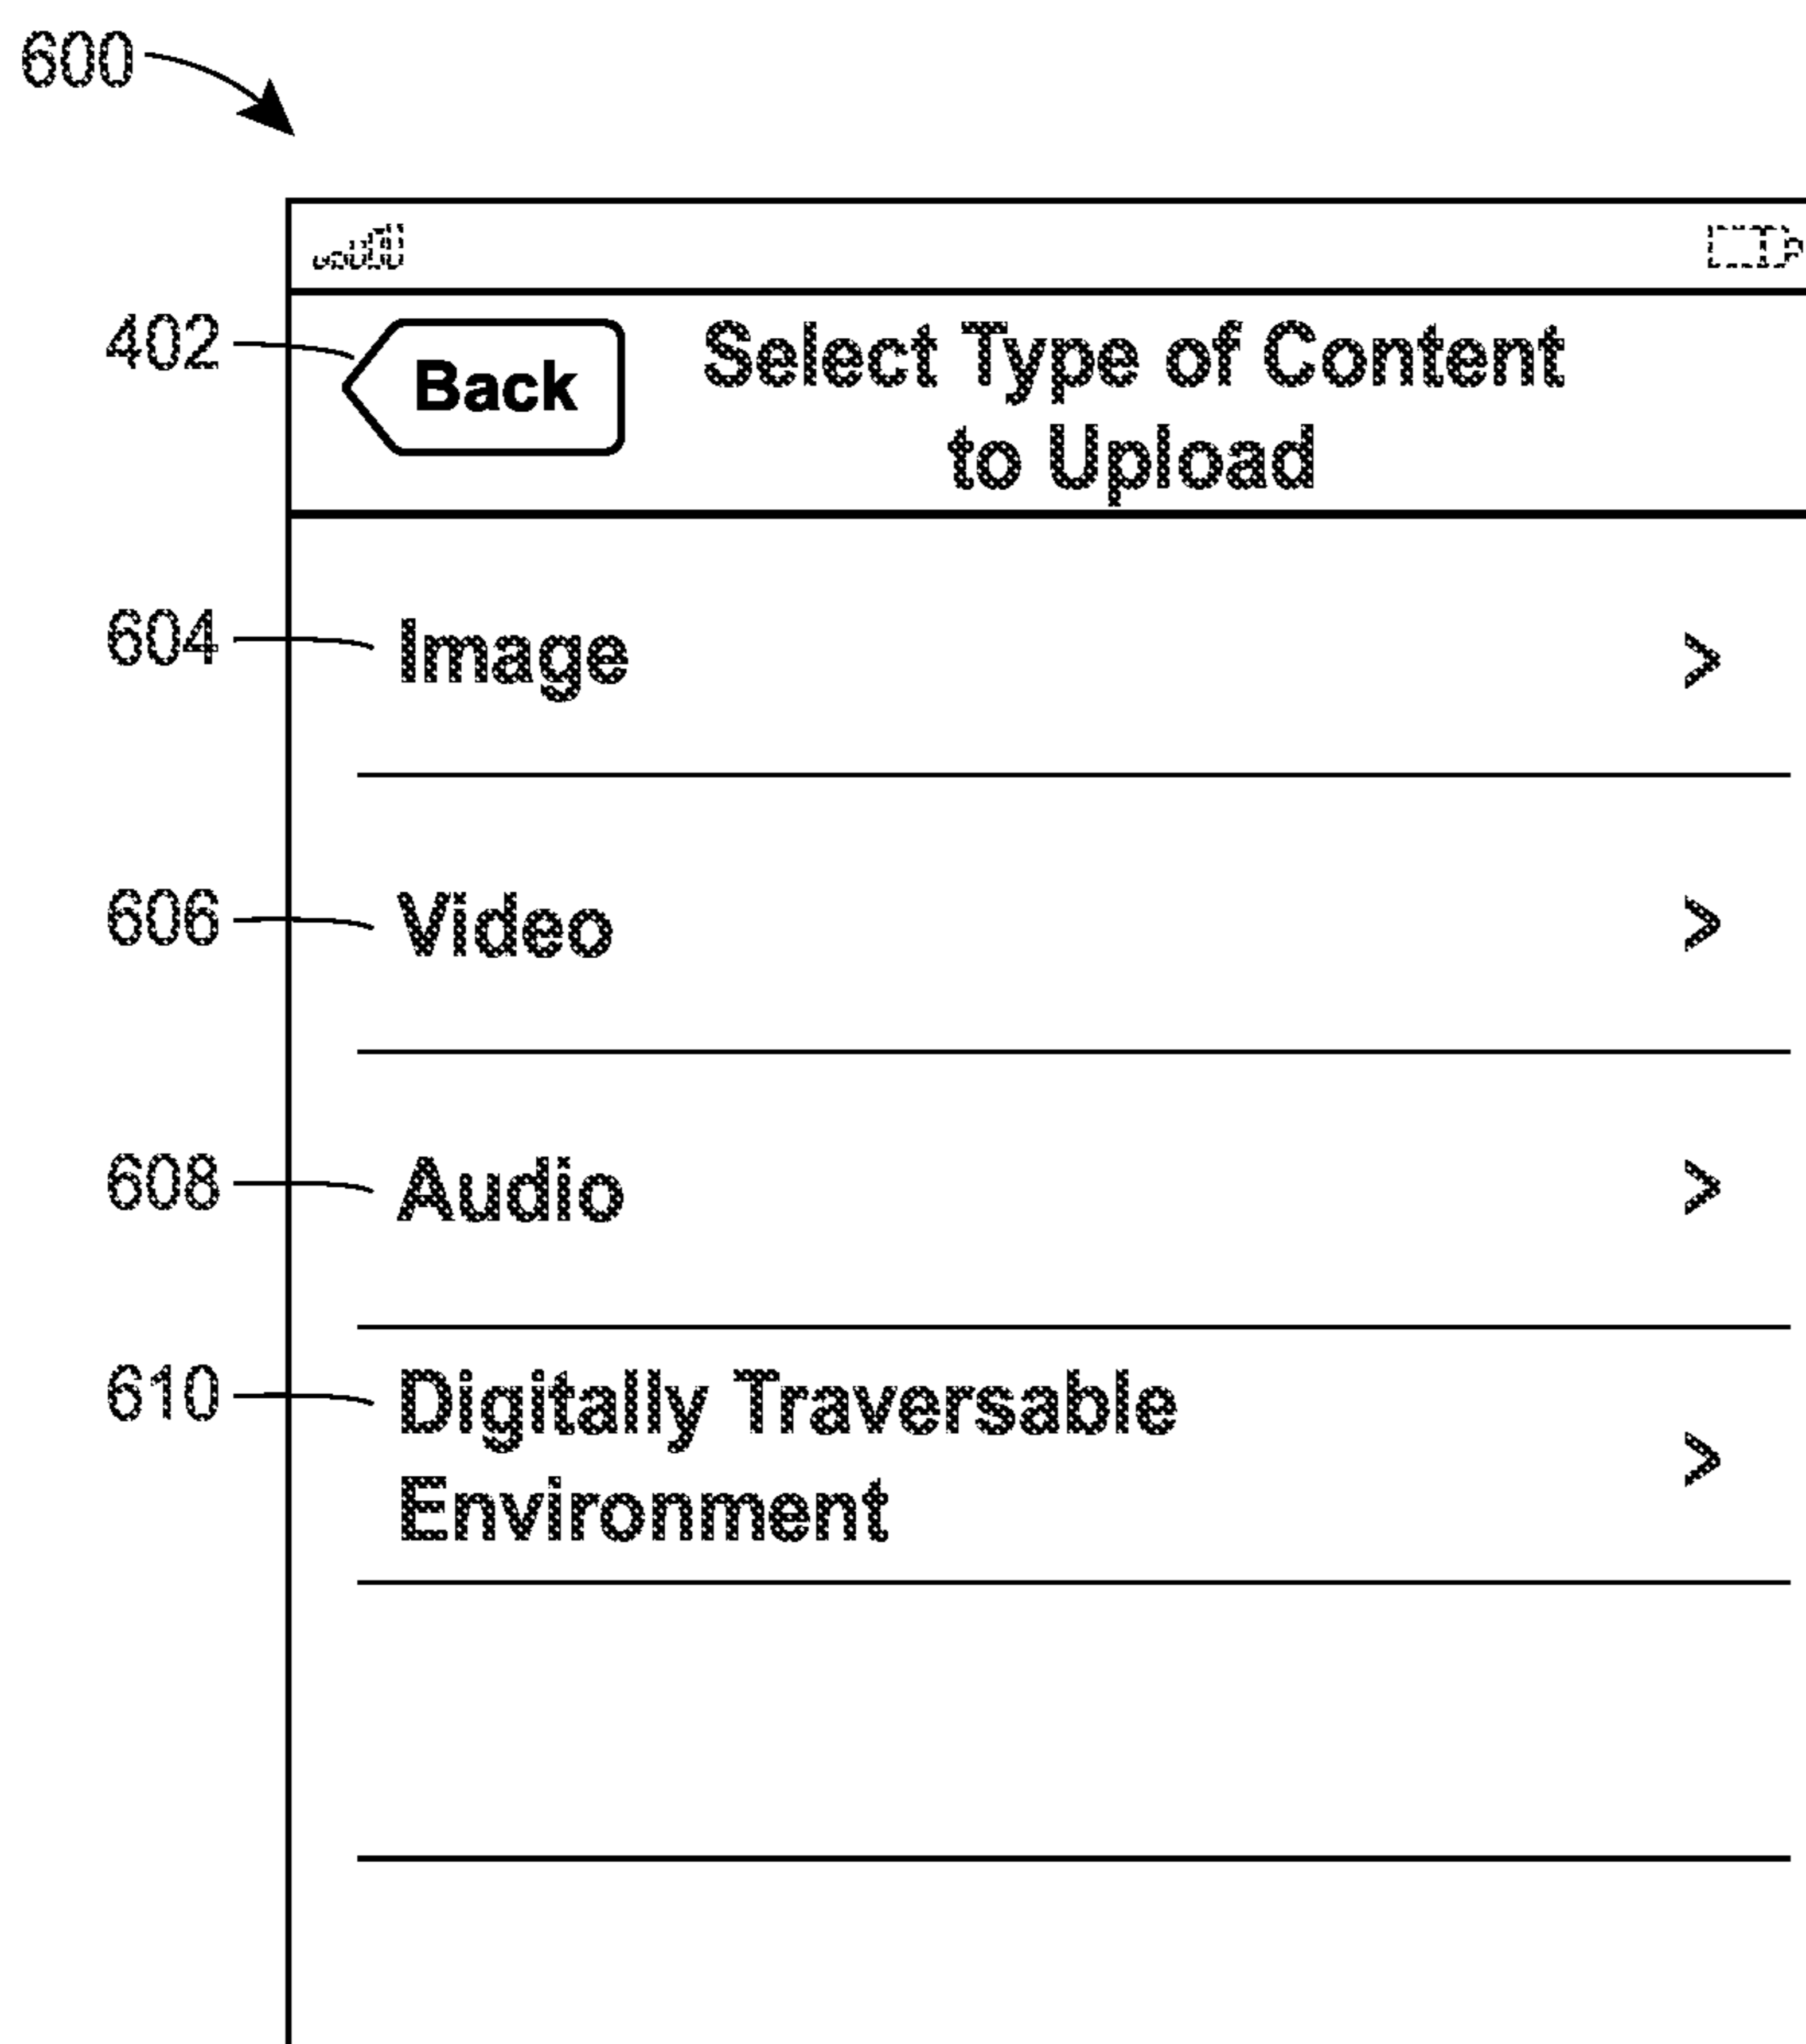 600
402
Back
Select Type of Content
to Upload
604
Image
>
606
Video
>
608
Audio
>
610
Digitally Traversable
Environment
>